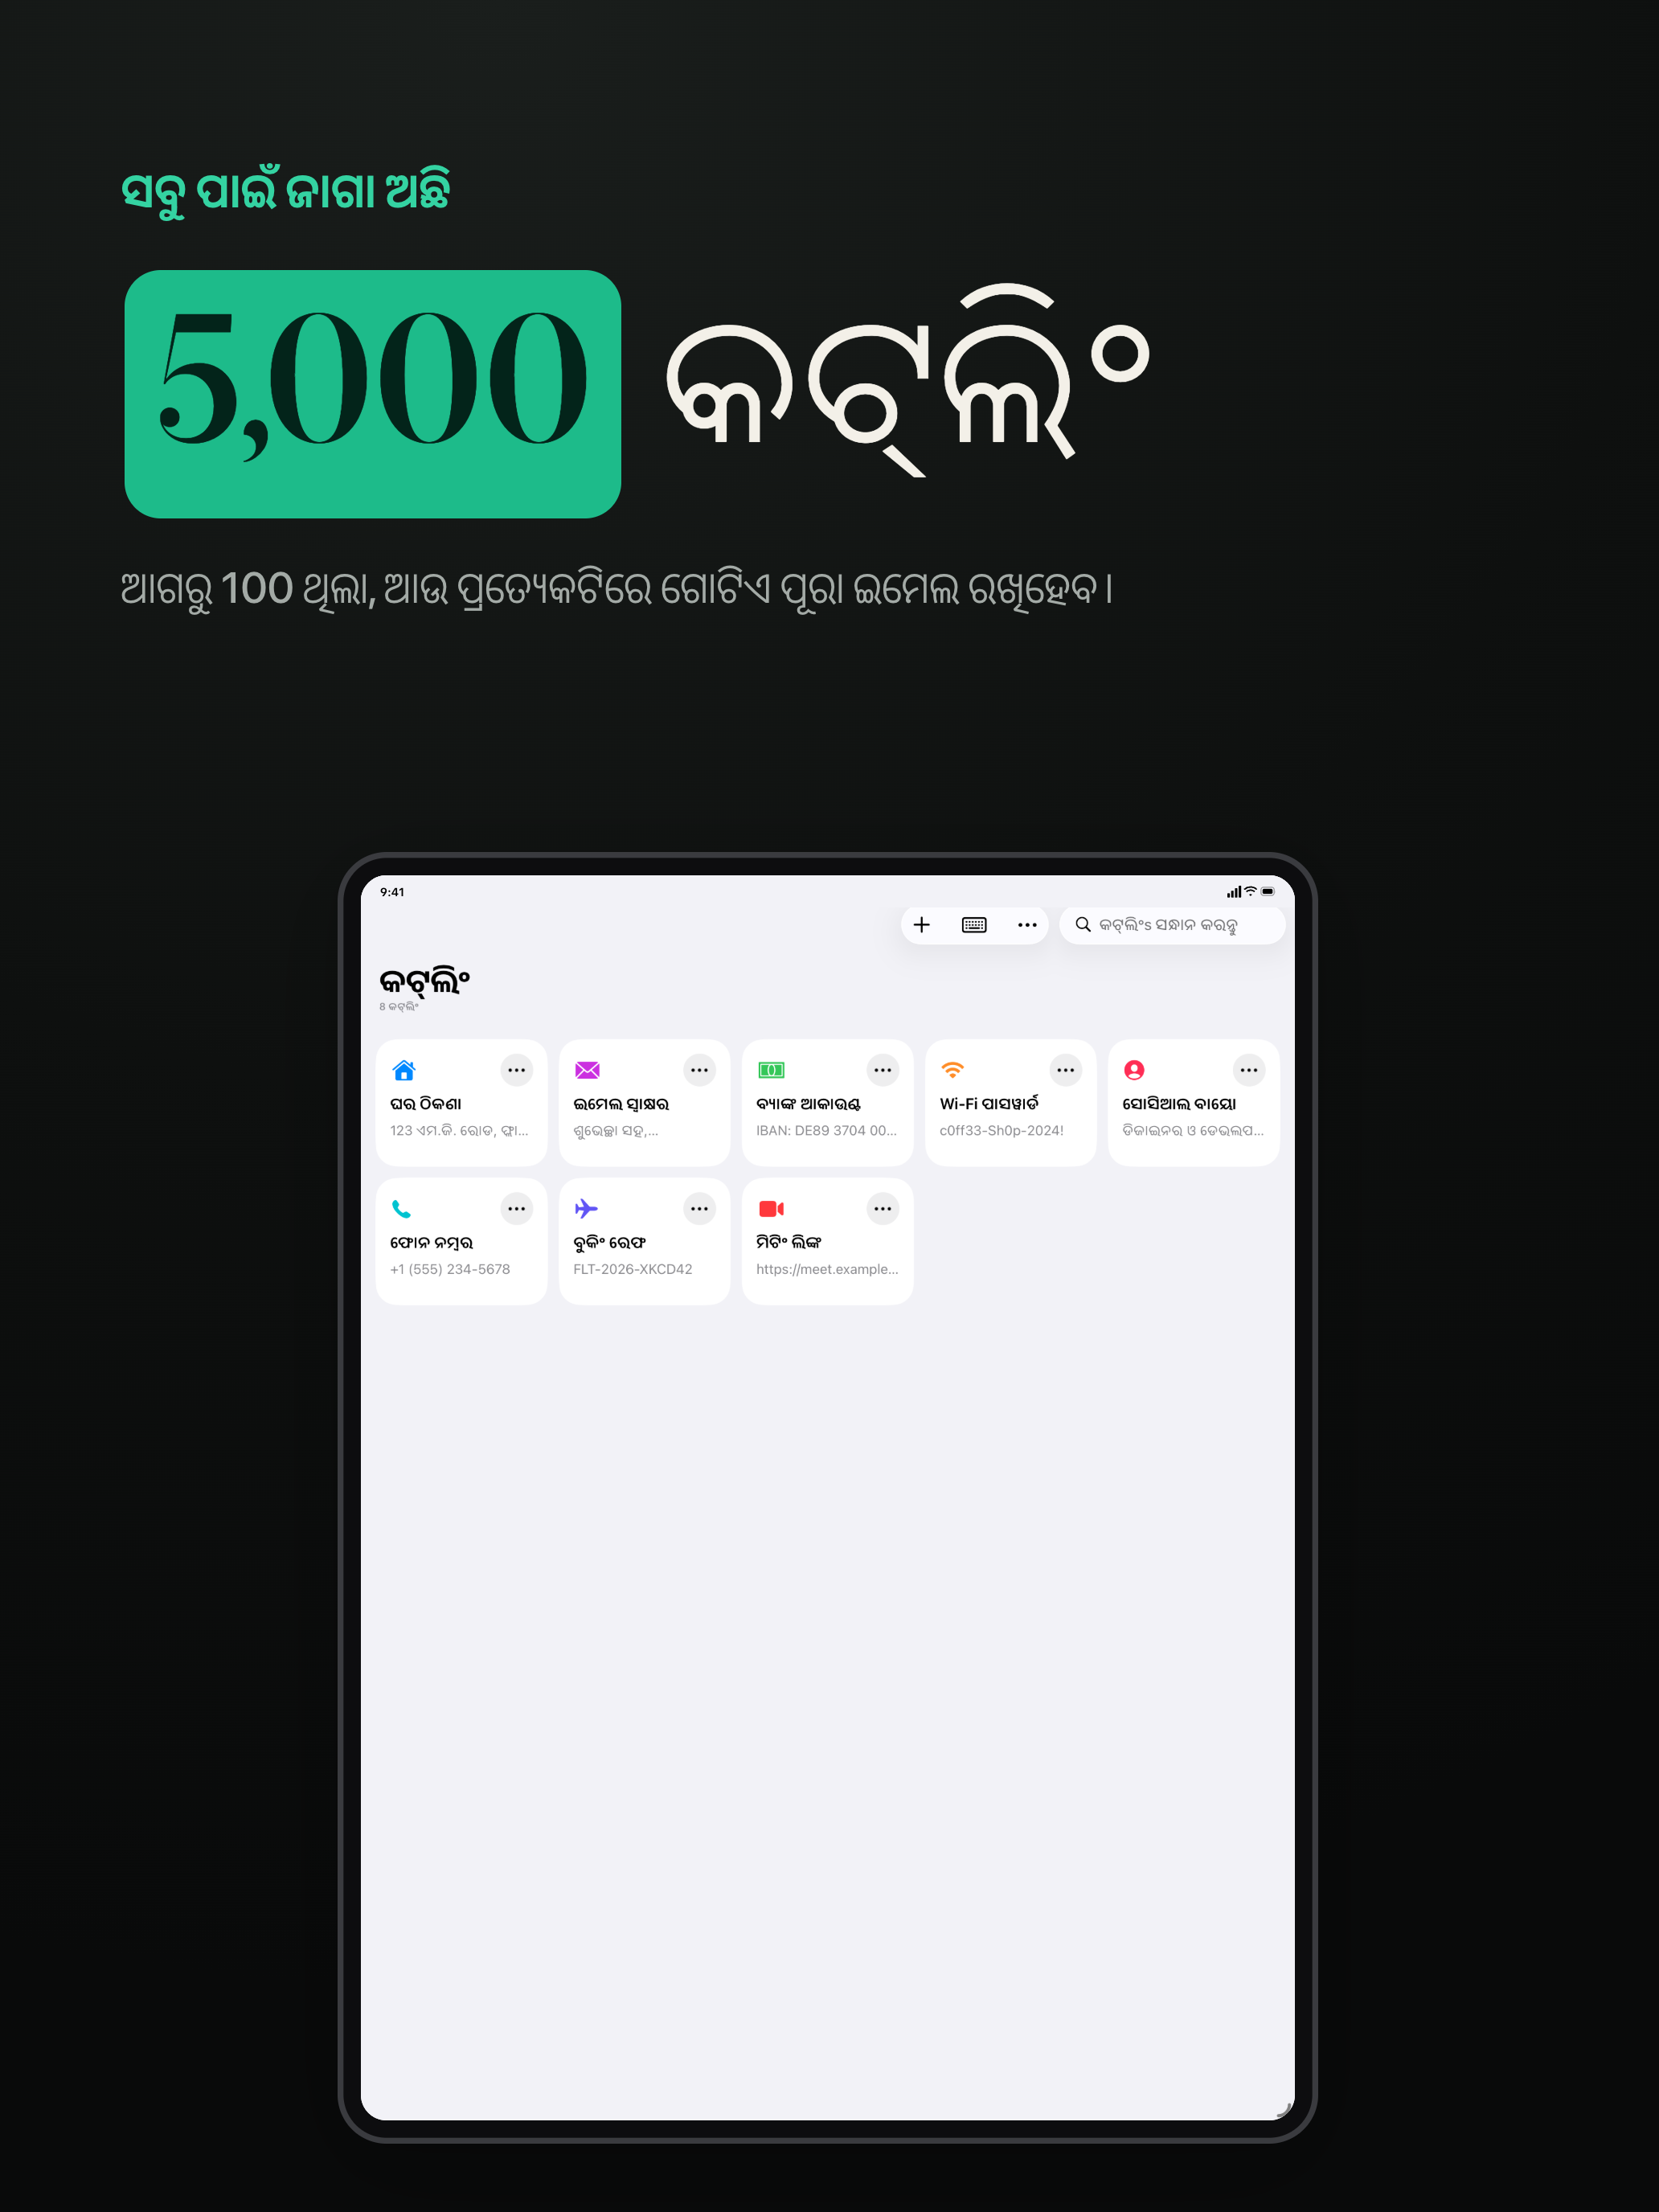 ସବୁ ପାଇଁ ଜାଗା ଅଛି
5,000 କଟ୍‌ଲିଂ
ଆଗରୁ 100 ଥିଲା, ଆଉ ପ୍ରତ୍ୟେକଟିରେ ଗୋଟିଏ ପୂରା ଇମେଲ ରଖିହେବ।
9:41
କଟ୍‌ଲିଂs ସନ୍ଧାନ କରନ୍ତୁ
କଟ୍‌ଲିଂ
8 କଟ୍‌ଲିଂ
ଘର ଠିକଣା
123 ଏମ.କି. ରୋଡ, ଫ୍ଲା...
ଇମେଲ ସ୍ୱାକ୍ଷର
ଶୁଭେଚ୍ଛା ସହ,...
ବ୍ୟାଙ୍କ ଆକାଉଣ୍ଟ
IBAN: DE89 3704 00...
Wi-Fi ପାସୱାର୍ଡ
c0ff33-Sh0p-2024!
ସୋସିଆଲ ବାୟୋ
ଡିଜାଇନର ଓ ଡେଭଲପ...
ଫୋନ ନମ୍ବର
+1 (555) 234-5678
ବୁକିଂ ରେଫ
FLT-2026-XKCD42
ମିଟିଂ ଲିଙ୍କ
https://meet.example...